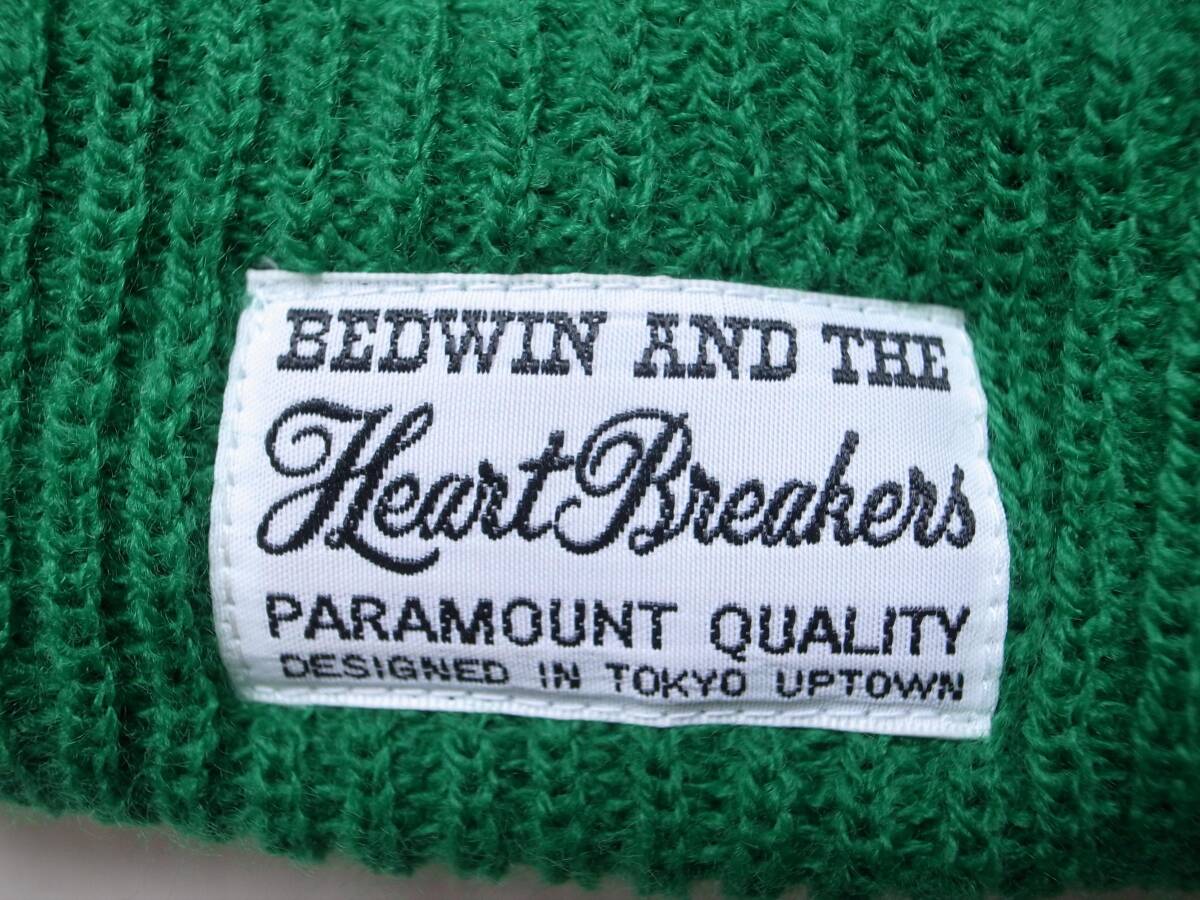 BEDWIN AND THE
HeartBreakers
PARAMOUNT QUALITY
DESIGNED IN TOKYO UPTOWN